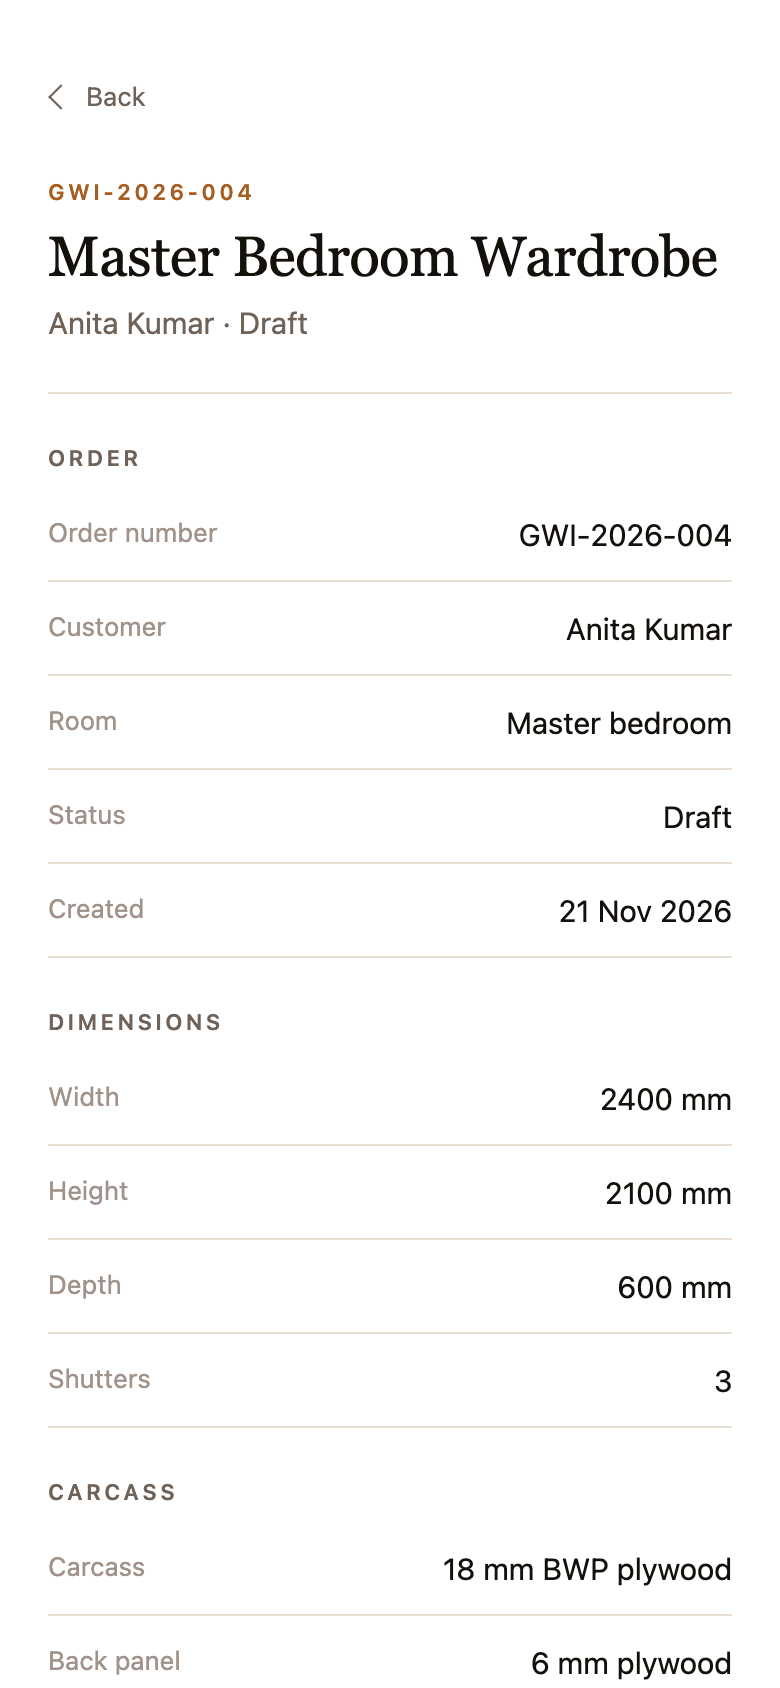 Back
GWI-2026-004
Master Bedroom Wardrobe
Anita Kumar · Draft
ORDER
Order number GWI-2026-004
Customer Anita Kumar
Room Master bedroom
Status Draft
Created 21 Nov 2026
DIMENSIONS
Width 2400 mm
Height 2100 mm
Depth 600 mm
Shutters 3
CARCASS
Carcass 18 mm BWP plywood
Back panel 6 mm plywood